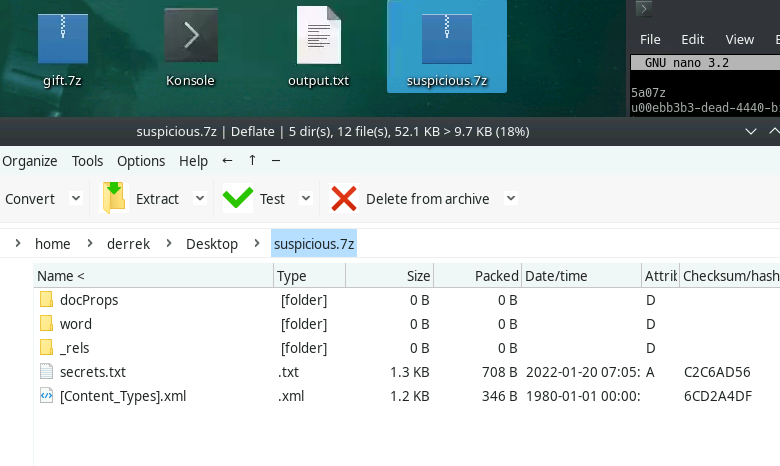 gift.7z
Konsole
output.txt
suspicious.7z
File Edit View
GNU nano 3.2
5a07z
u00ebb3b3-dead-4440-b
suspicious.7z | Deflate | 5 dir(s), 12 file(s), 52.1 KB > 9.7 KB (18%)
Organize Tools Options Help ← ↑ −
Convert Extract Test Delete from archive
> home > derrek > Desktop > suspicious.7z
Name < Type Size Packed Date/time Attrib Checksum/hash
docProps [folder] 0 B 0 B D
word [folder] 0 B 0 B D
_rels [folder] 0 B 0 B D
secrets.txt .txt 1.3 KB 708 B 2022-01-20 07:05: A C2C6AD56
[Content_Types].xml .xml 1.2 KB 346 B 1980-01-01 00:00: 6CD2A4DF